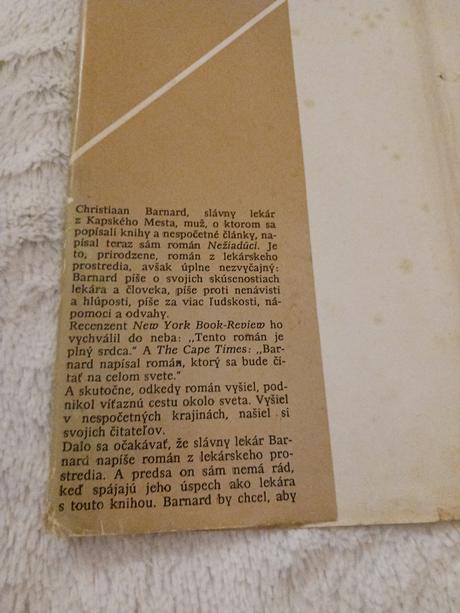 Christiaan Barnard, slávny lekár
z Kapského Mesta, muž, o ktorom sa
popísali knihy a nespočetné články, na-
písal teraz sám román Nežiadúci. Je
to, prirodzene, román z lekárskeho
prostredia, avšak úplne nezvyčajný:
Barnard píše o svojich skúsenostiach
lekára a človeka, píše proti nenávisti
a hlúposti, píše za viac ľudskosti, ná-
pomoci a odvahy.
Recenzent New York Book-Review ho
vychválil do neba: „Tento román je
plný srdca.“ A The Cape Times: „Bar-
nard napísal román, ktorý sa bude čí-
tať na celom svete.“
A skutočne, odkedy román vyšiel, pod-
nikol víťaznú cestu okolo sveta. Vyšiel
v nespočetných krajinách, našiel si
svojich čitateľov.
Dalo sa očakávať, že slávny lekár Bar-
nard napíše román z lekárskeho pro-
stredia. A predsa on sám nemá rád,
keď spájajú jeho úspech ako lekára
s touto knihou. Barnard by chcel, aby